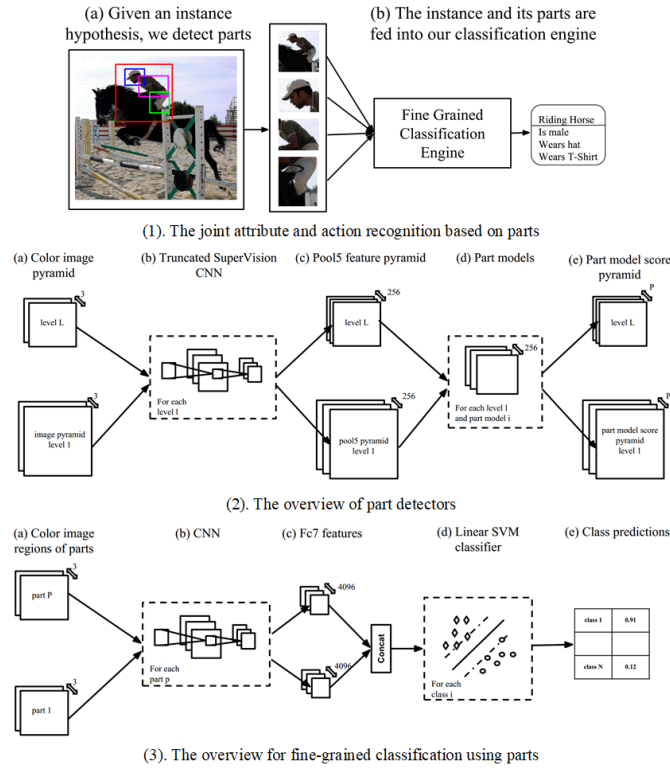 (a) Given an instance
hypothesis, we detect parts
(b) The instance and its parts are
fed into our classification engine
Fine Grained
Classification
Engine
Riding Horse
Is male
Wears hat
Wears T-Shirt
(1). The joint attribute and action recognition based on parts
(a) Color image
pyramid
(b) Truncated SuperVision
CNN
(c) Pool5 feature pyramid
(d) Part models
(e) Part model score
pyramid
3
level L
256
level L
256
P
level L
For each
level l
3
image pyramid
level 1
256
pool5 pyramid
level 1
For each level l
and part model i
P
part model score
pyramid
level 1
(2). The overview of part detectors
(a) Color image
regions of parts
(b) CNN
(c) Fc7 features
(d) Linear SVM
classifier
(e) Class predictions
3
part P
4096
For each
part p
3
part 1
4096
Concat
For each
class i
class 1 0.91
class N 0.12
(3). The overview for fine-grained classification using parts